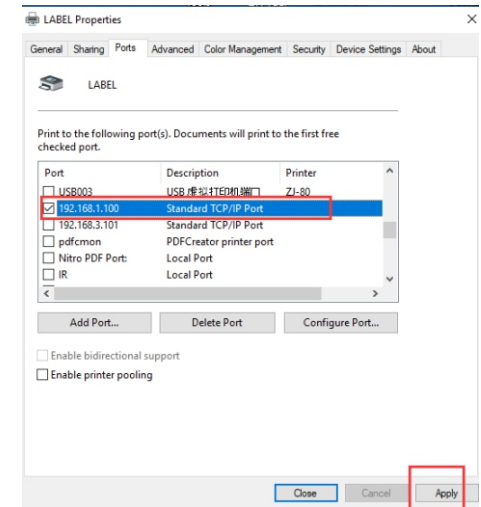 LABEL Properties
General Sharing Ports Advanced Color Management Security Device Settings About
LABEL
Print to the following port(s). Documents will print to the first free
checked port.
Port Description Printer
USB003 USB 虚拟打印机端口 ZJ-80
192.168.1.100 Standard TCP/IP Port
192.168.3.101 Standard TCP/IP Port
pdfcmon PDFCreator printer port
Nitro PDF Port: Local Port
IR Local Port
Add Port... Delete Port Configure Port...
Enable bidirectional support
Enable printer pooling
Close Cancel Apply